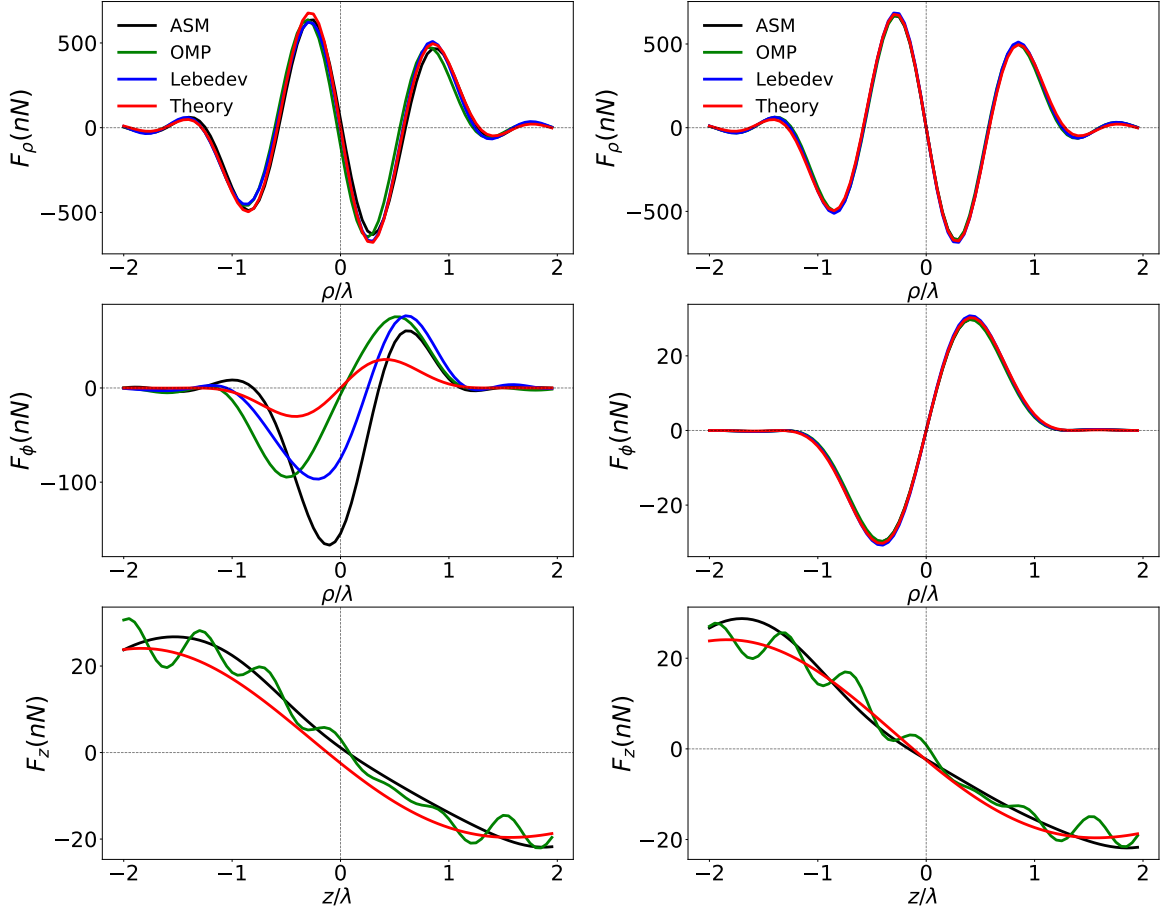 ASM
OMP
Lebedev
Theory
500
0
−500
F_ρ(nN)
−2 −1 0 1 2
ρ/λ
ASM
OMP
Lebedev
Theory
500
0
−500
F_ρ(nN)
−2 −1 0 1 2
ρ/λ
0
−100
F_ϕ(nN)
−2 −1 0 1 2
ρ/λ
20
0
−20
F_ϕ(nN)
−2 −1 0 1 2
ρ/λ
20
0
−20
F_z(nN)
−2 −1 0 1 2
z/λ
20
0
−20
F_z(nN)
−2 −1 0 1 2
z/λ